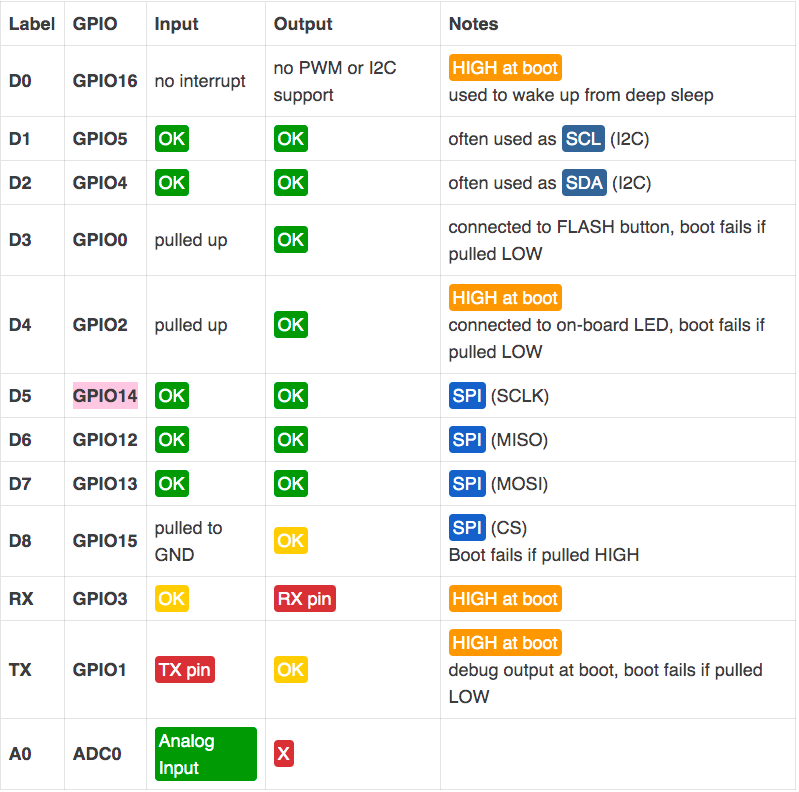 Label GPIO Input Output Notes
D0 GPIO16 no interrupt no PWM or I2C support HIGH at boot
used to wake up from deep sleep
D1 GPIO5 OK OK often used as SCL (I2C)
D2 GPIO4 OK OK often used as SDA (I2C)
D3 GPIO0 pulled up OK connected to FLASH button, boot fails if
pulled LOW
D4 GPIO2 pulled up OK HIGH at boot
connected to on-board LED, boot fails if
pulled LOW
D5 GPIO14 OK OK SPI (SCLK)
D6 GPIO12 OK OK SPI (MISO)
D7 GPIO13 OK OK SPI (MOSI)
D8 GPIO15 pulled to GND OK SPI (CS)
Boot fails if pulled HIGH
RX GPIO3 OK RX pin HIGH at boot
TX GPIO1 TX pin OK HIGH at boot
debug output at boot, boot fails if pulled
LOW
A0 ADC0 Analog Input X